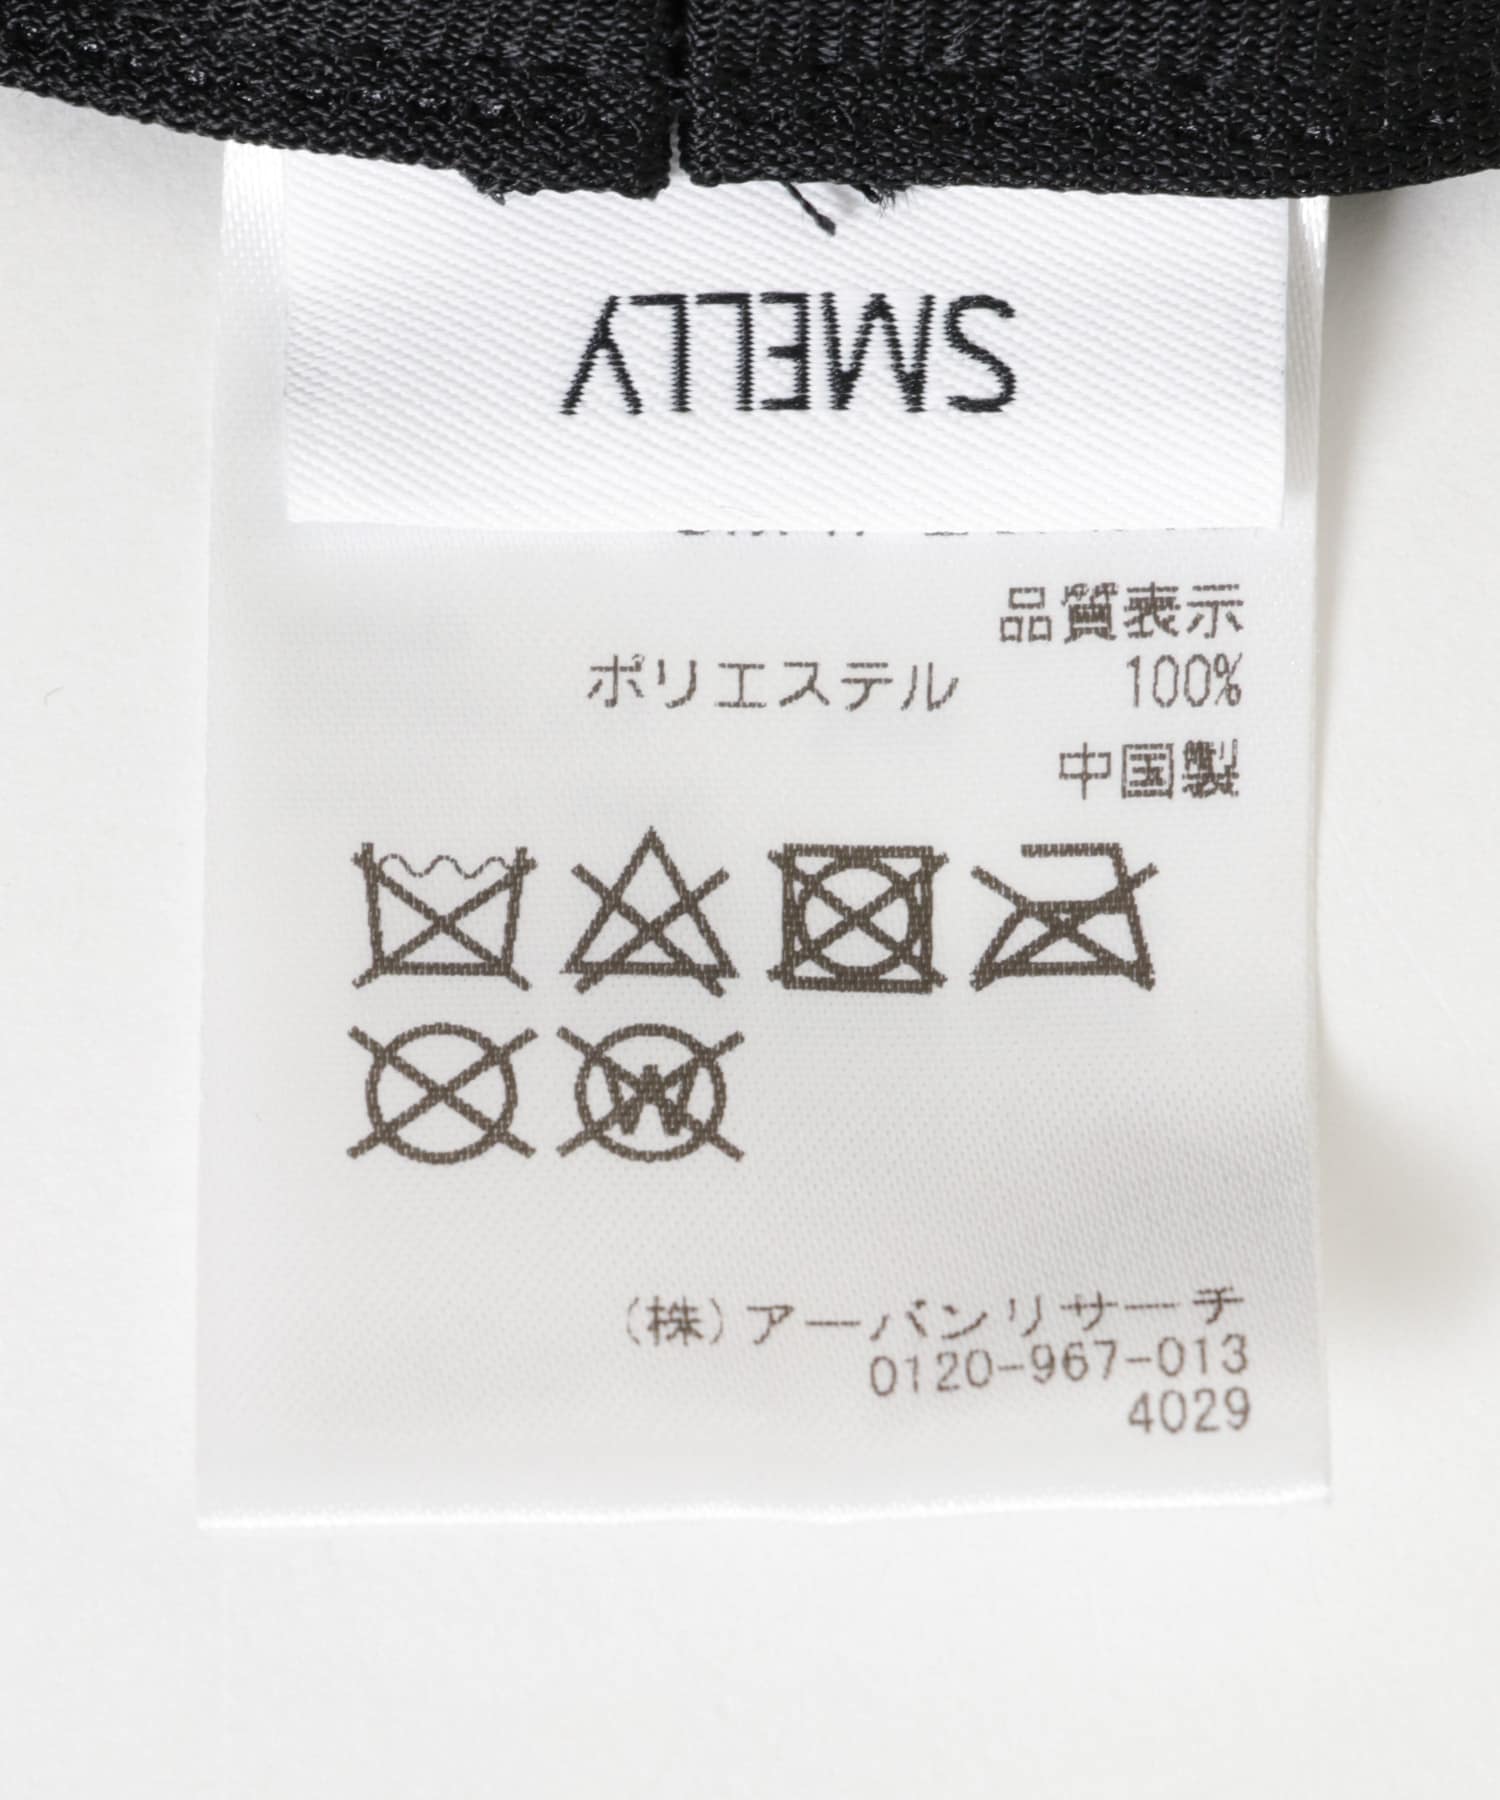 SMELLY
品質表示
ポリエステル 100%
中国製
W
(株)アーバンリサーチ
0120-967-013
4029